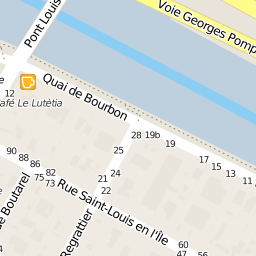 Pont Louis
Voie Georges Pomp
Quai de Bourbon
12
afé Le Lutétia
28 19b
19
17
15
13
11
25
90
88
86
75 82
73
24
21
22
Rue Saint-Louis en l'Île
e Boutarel
Regrattier
60
47
56